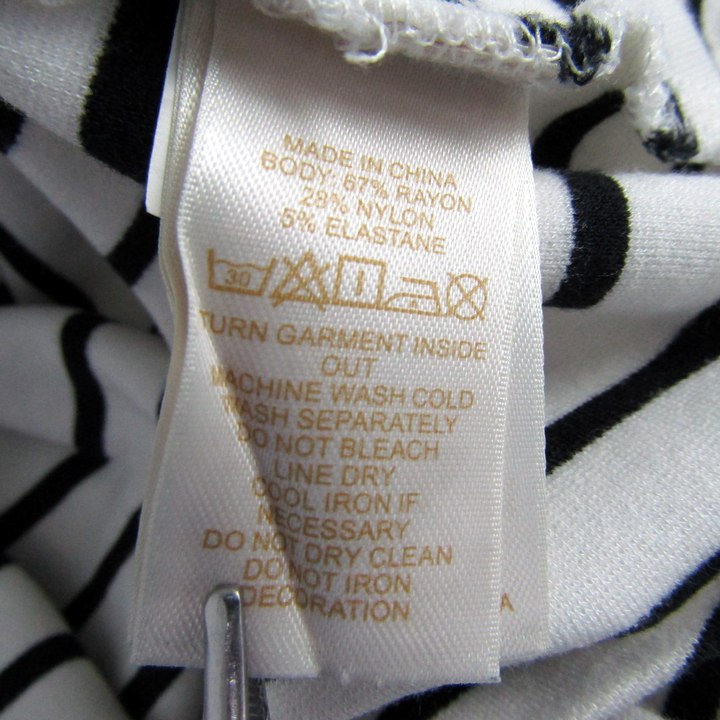 MADE IN CHINA
BODY: 67% RAYON
28% NYLON
5% ELASTANE
30
TURN GARMENT INSIDE
OUT
MACHINE WASH COLD
WASH SEPARATELY
DO NOT BLEACH
LINE DRY
COOL IRON IF
NECESSARY
DO NOT DRY CLEAN
DO NOT IRON
DECORATION
A